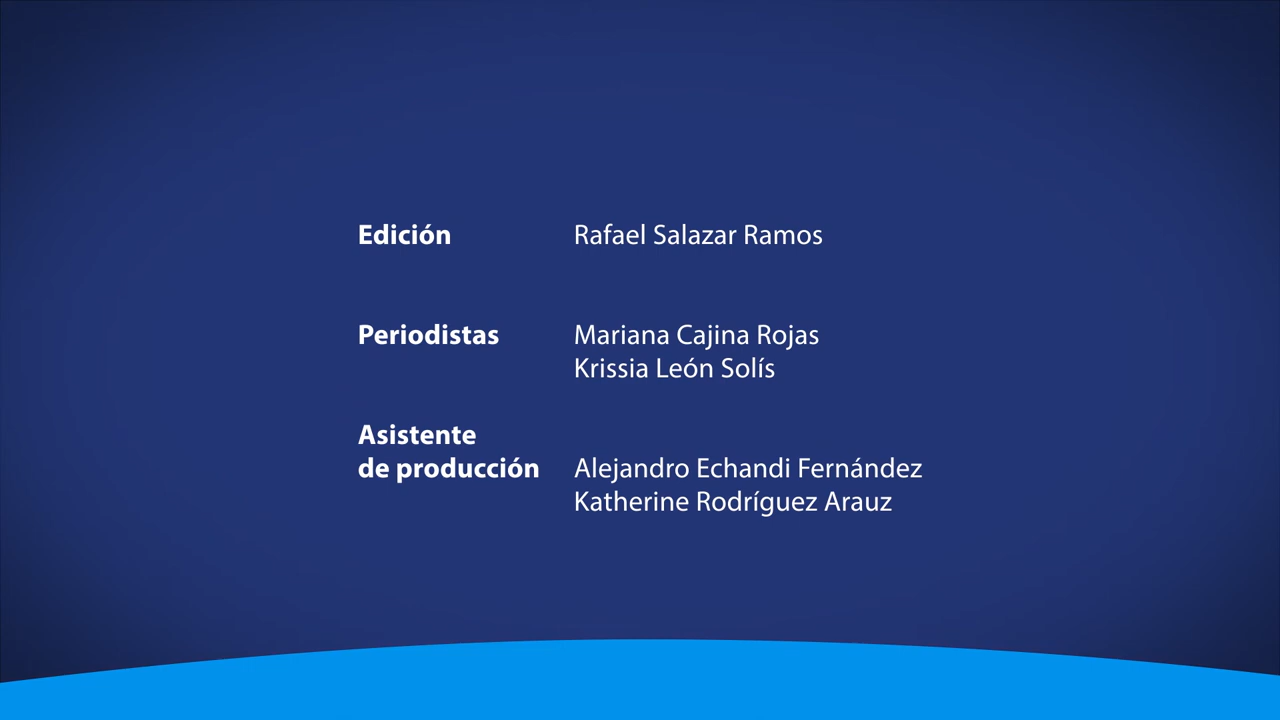 Edición Rafael Salazar Ramos
Periodistas Mariana Cajina Rojas
Krissia León Solís
Asistente
de producción Alejandro Echandi Fernández
Katherine Rodríguez Arauz